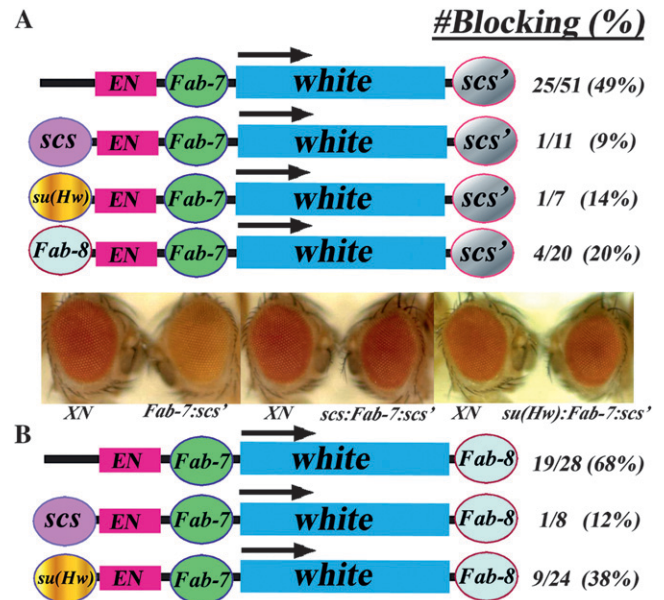 A
#Blocking (%)
EN Fab-7 white scs' 25/51 (49%)
scs EN Fab-7 white scs' 1/11 (9%)
su(Hw) EN Fab-7 white scs' 1/7 (14%)
Fab-8 EN Fab-7 white scs' 4/20 (20%)
XN Fab-7:scs' XN scs:Fab-7:scs' XN su(Hw):Fab-7:scs'
B
EN Fab-7 white Fab-8 19/28 (68%)
scs EN Fab-7 white Fab-8 1/8 (12%)
su(Hw) EN Fab-7 white Fab-8 9/24 (38%)